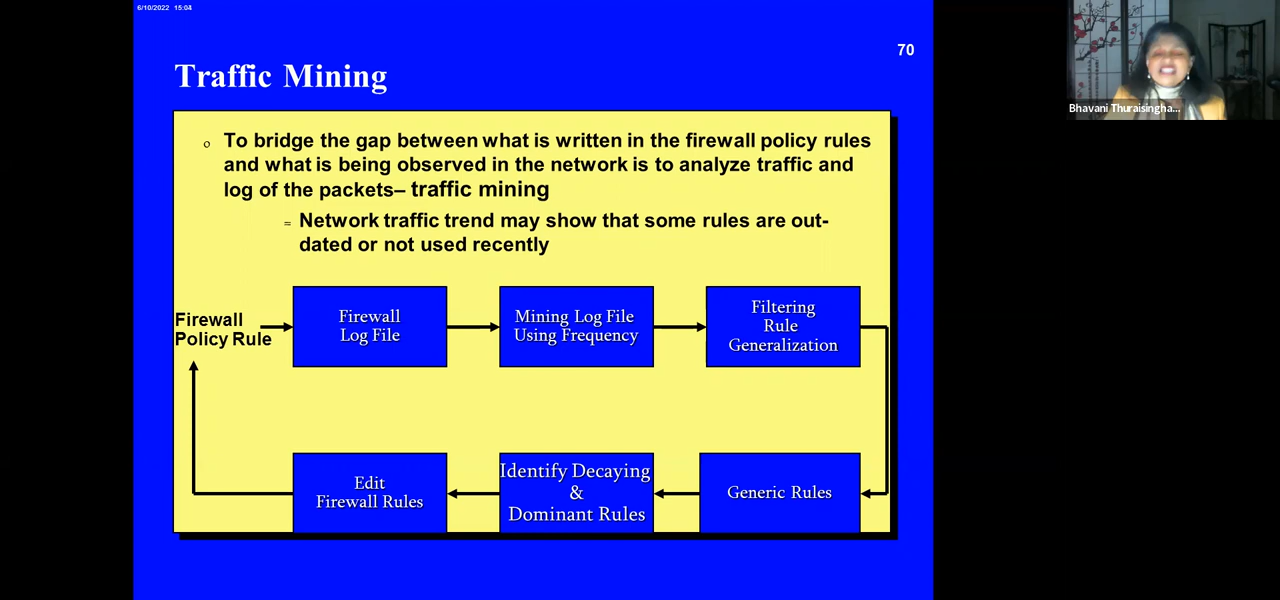 6/10/2022 15:04
70
Traffic Mining
Bhavani Thuraisingha...
o To bridge the gap between what is written in the firewall policy rules
and what is being observed in the network is to analyze traffic and
log of the packets– traffic mining
= Network traffic trend may show that some rules are out-
dated or not used recently
Firewall
Policy Rule
Firewall
Log File
Mining Log File
Using Frequency
Filtering
Rule
Generalization
Edit
Firewall Rules
Identify Decaying
&
Dominant Rules
Generic Rules